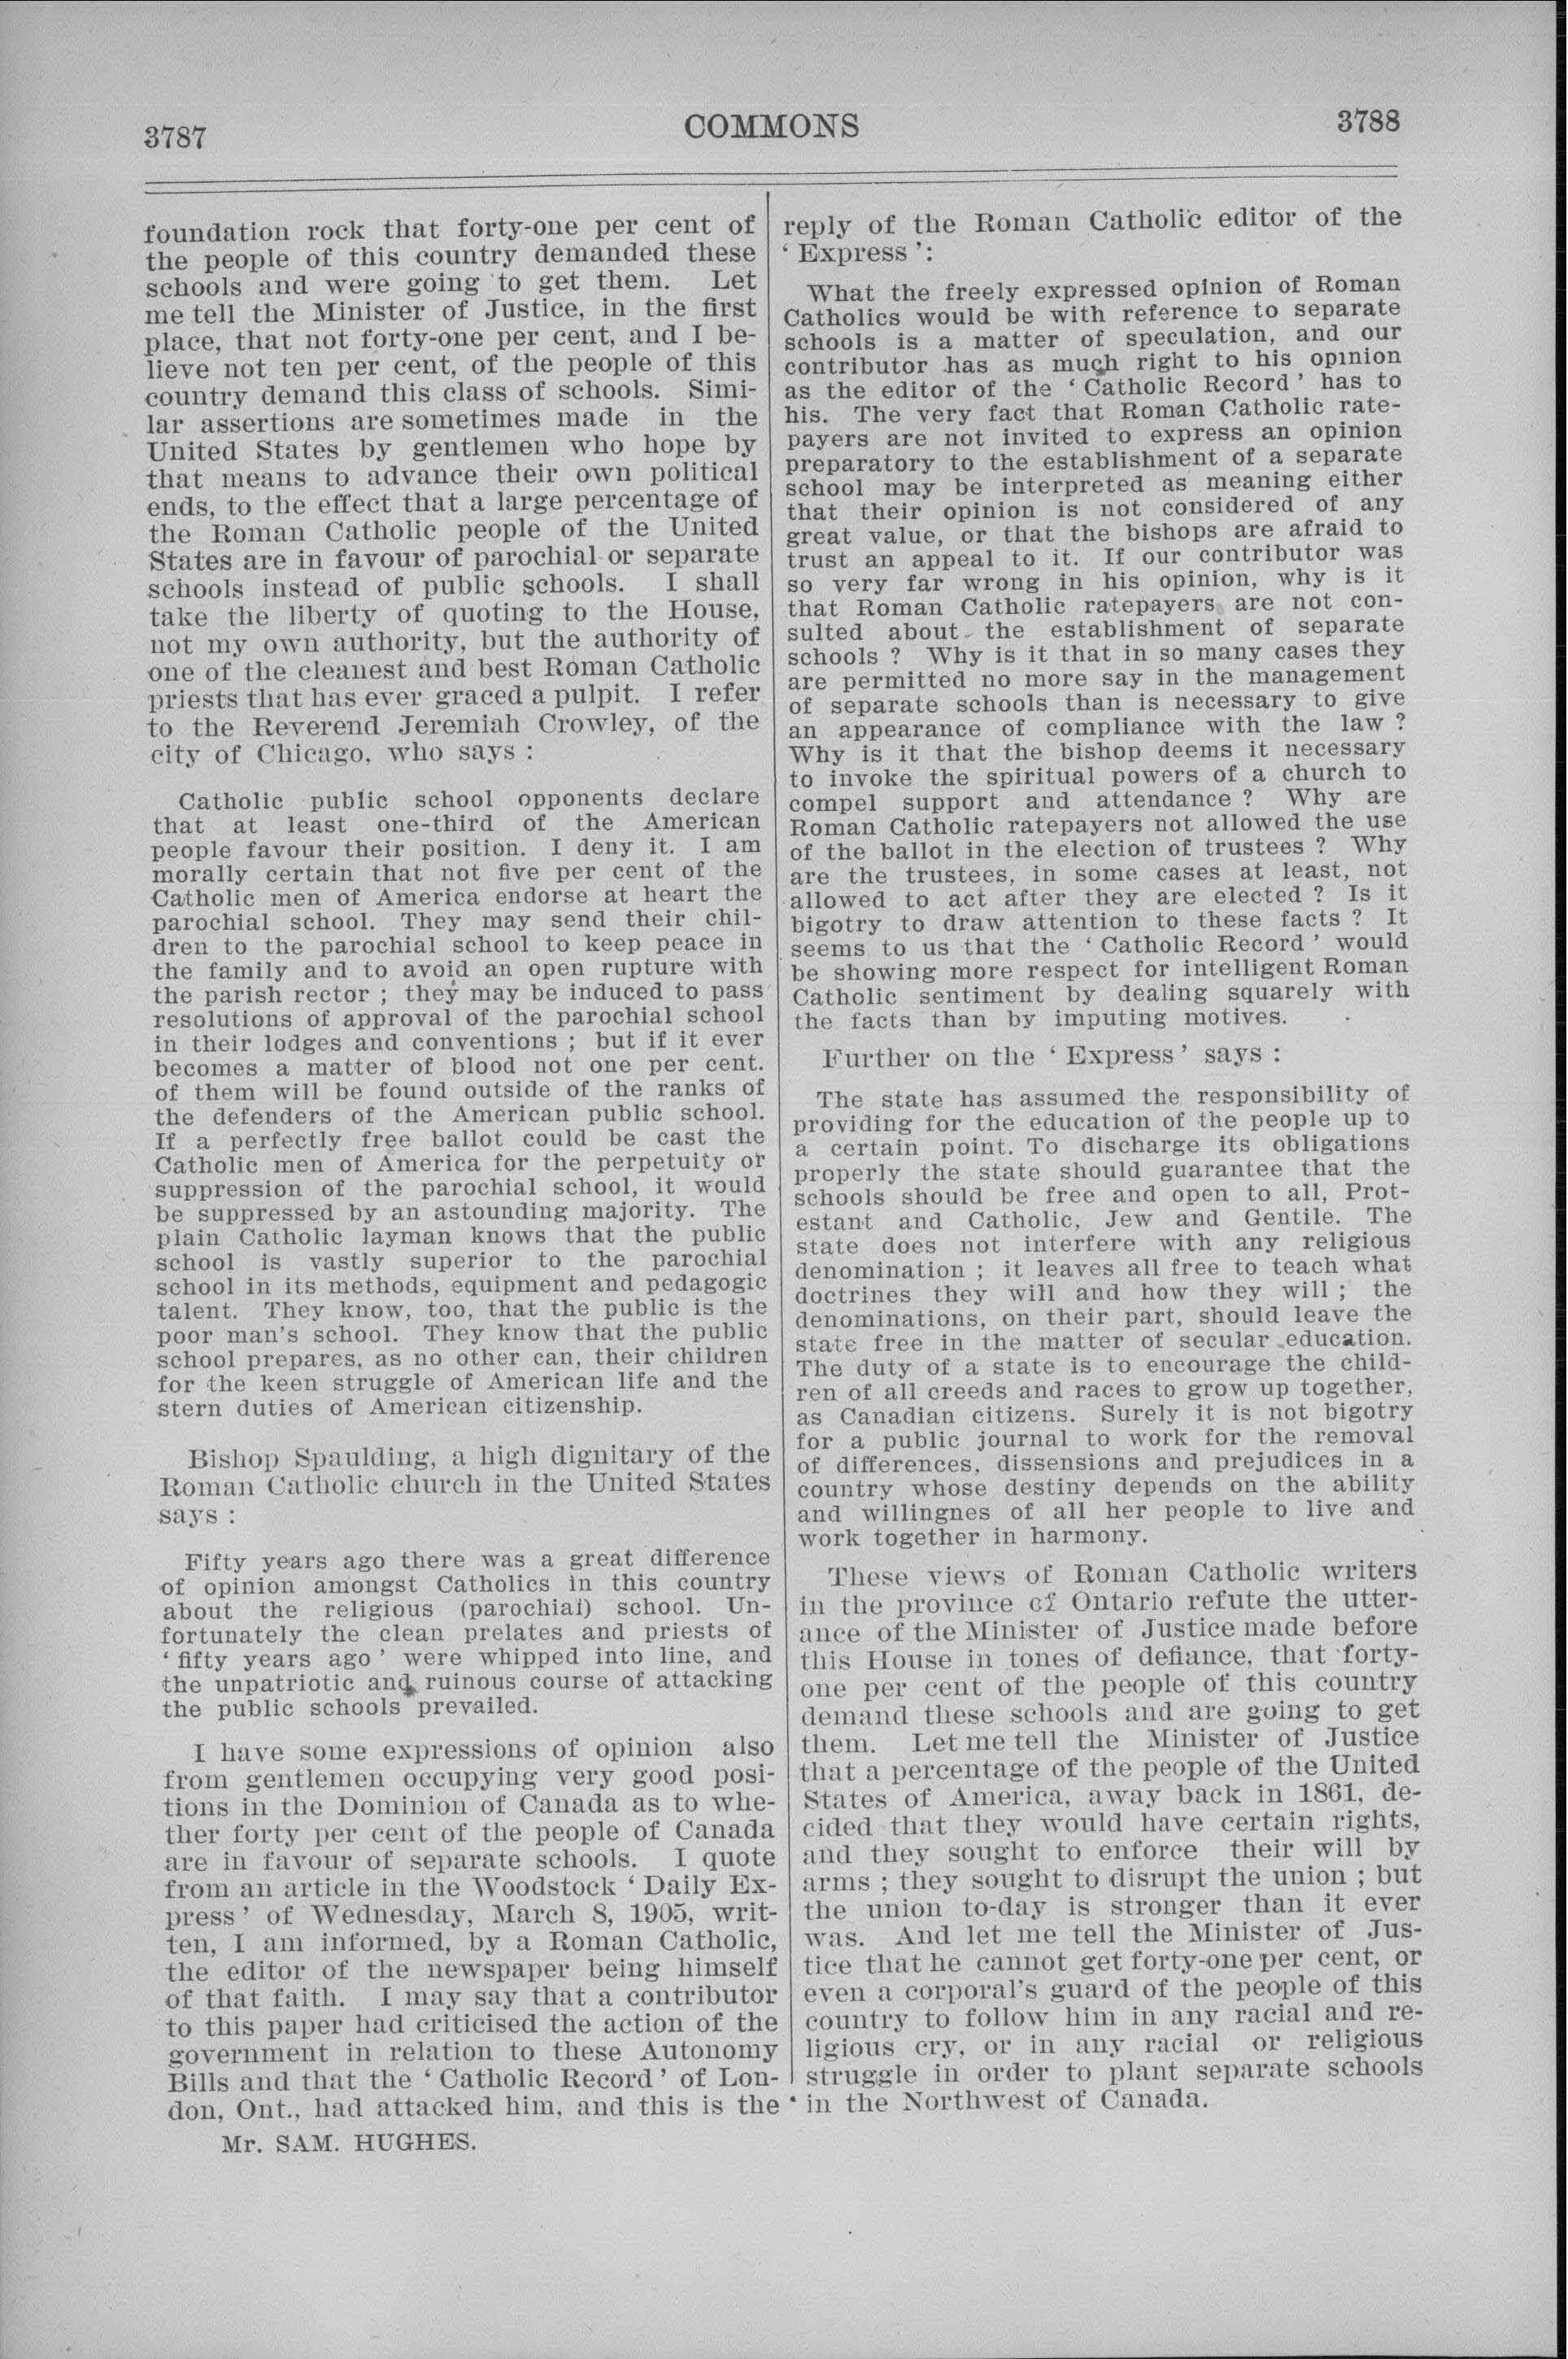 3787
COMMONS
3788
foundation rock that forty-one per cent of
the people of this country demanded these
schools and were going to get them. Let
me tell the Minister of Justice, in the first
place, that not forty-one per cent, and I be-
lieve not ten per cent, of the people of this
country demand this class of schools. Simi-
lar assertions are sometimes made in the
United States by gentlemen who hope by
that means to advance their own political
ends, to the effect that a large percentage of
the Roman Catholic people of the United
States are in favour of parochial or separate
schools instead of public schools. I shall
take the liberty of quoting to the House,
not my own authority, but the authority of
one of the cleanest and best Roman Catholic
priests that has ever graced a pulpit. I refer
to the Reverend Jeremiah Crowley, of the
city of Chicago, who says :
Catholic public school opponents declare
that at least one-third of the American
people favour their position. I deny it. I am
morally certain that not five per cent of the
Catholic men of America endorse at heart the
parochial school. They may send their chil-
dren to the parochial school to keep peace in
the family and to avoid an open rupture with
the parish rector ; they may be induced to pass
resolutions of approval of the parochial school
in their lodges and conventions ; but if it ever
becomes a matter of blood not one per cent.
of them will be found outside of the ranks of
the defenders of the American public school.
If a perfectly free ballot could be cast the
Catholic men of America for the perpetuity or
suppression of the parochial school, it would
be suppressed by an astounding majority. The
plain Catholic layman knows that the public
school is vastly superior to the parochial
school in its methods, equipment and pedagogic
talent. They know, too, that the public is the
poor man's school. They know that the public
school prepares, as no other can, their children
for the keen struggle of American life and the
stern duties of American citizenship.
Bishop Spaulding, a high dignitary of the
Roman Catholic church in the United States
says :
Fifty years ago there was a great difference
of opinion amongst Catholics in this country
about the religious (parochial) school. Un-
fortunately the clean prelates and priests of
‘ fifty years ago ’ were whipped into line, and
the unpatriotic and ruinous course of attacking
the public schools prevailed.
I have some expressions of opinion also
from gentlemen occupying very good posi-
tions in the Dominion of Canada as to whe-
ther forty per cent of the people of Canada
are in favour of separate schools. I quote
from an article in the Woodstock ‘ Daily Ex-
press ’ of Wednesday, March 8, 1905, writ-
ten, I am informed, by a Roman Catholic,
the editor of the newspaper being himself
of that faith. I may say that a contributor
to this paper had criticised the action of the
government in relation to these Autonomy
Bills and that the ‘ Catholic Record ’ of Lon-
don, Ont., had attacked him, and this is the
Mr. SAM. HUGHES.
reply of the Roman Catholic editor of the
‘ Express ’:
What the freely expressed opinion of Roman
Catholics would be with reference to separate
schools is a matter of speculation, and our
contributor has as much right to his opinion
as the editor of the ‘ Catholic Record ’ has to
his. The very fact that Roman Catholic rate-
payers are not invited to express an opinion
preparatory to the establishment of a separate
school may be interpreted as meaning either
that their opinion is not considered of any
great value, or that the bishops are afraid to
trust an appeal to it. If our contributor was
so very far wrong in his opinion, why is it
that Roman Catholic ratepayers are not con-
sulted about the establishment of separate
schools ? Why is it that in so many cases they
are permitted no more say in the management
of separate schools than is necessary to give
an appearance of compliance with the law ?
Why is it that the bishop deems it necessary
to invoke the spiritual powers of a church to
compel support and attendance ? Why are
Roman Catholic ratepayers not allowed the use
of the ballot in the election of trustees ? Why
are the trustees, in some cases at least, not
allowed to act after they are elected ? Is it
bigotry to draw attention to these facts ? It
seems to us that the ‘ Catholic Record ’ would
be showing more respect for intelligent Roman
Catholic sentiment by dealing squarely with
the facts than by imputing motives.
Further on the ‘ Express ’ says :
The state has assumed the responsibility of
providing for the education of the people up to
a certain point. To discharge its obligations
properly the state should guarantee that the
schools should be free and open to all, Prot-
estant and Catholic, Jew and Gentile. The
state does not interfere with any religious
denomination ; it leaves all free to teach what
doctrines they will and how they will ; the
denominations, on their part, should leave the
state free in the matter of secular education.
The duty of a state is to encourage the child-
ren of all creeds and races to grow up together,
as Canadian citizens. Surely it is not bigotry
for a public journal to work for the removal
of differences, dissensions and prejudices in a
country whose destiny depends on the ability
and willingnes of all her people to live and
work together in harmony.
These views of Roman Catholic writers
in the province of Ontario refute the utter-
ance of the Minister of Justice made before
this House in tones of defiance, that forty-
one per cent of the people of this country
demand these schools and are going to get
them. Let me tell the Minister of Justice
that a percentage of the people of the United
States of America, away back in 1861, de-
cided that they would have certain rights,
and they sought to enforce their will by
arms ; they sought to disrupt the union ; but
the union to-day is stronger than it ever
was. And let me tell the Minister of Jus-
tice that he cannot get forty-one per cent, or
even a corporal's guard of the people of this
country to follow him in any racial and re-
ligious cry, or in any racial or religious
struggle in order to plant separate schools
in the Northwest of Canada.